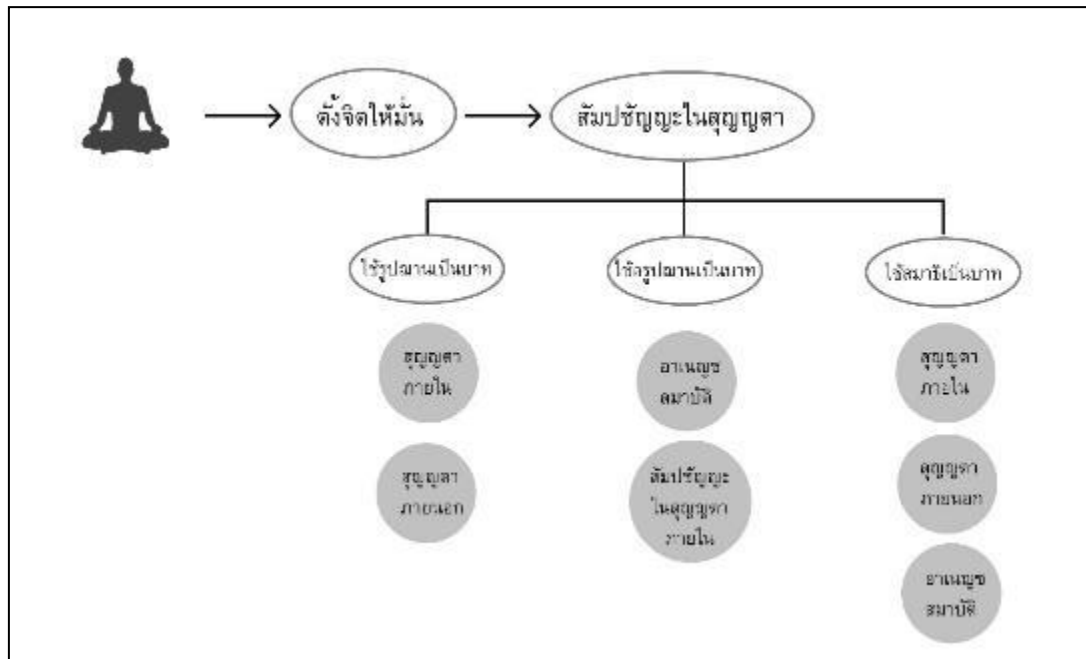 ตั้งจิตให้มั่น
สัมปชัญญะในสุญญตา
ใช้รูปฌานเป็นบาท
ใช้อรูปฌานเป็นบาท
ใช้สมาธิเป็นบาท
สุญญตา
ภายใน
สุญญตา
ภายนอก
อาเนญช
สมาบัติ
สัมปชัญญะ
ในสุญญตา
ภายใน
สุญญตา
ภายใน
สุญญตา
ภายนอก
อาเนญช
สมาบัติ